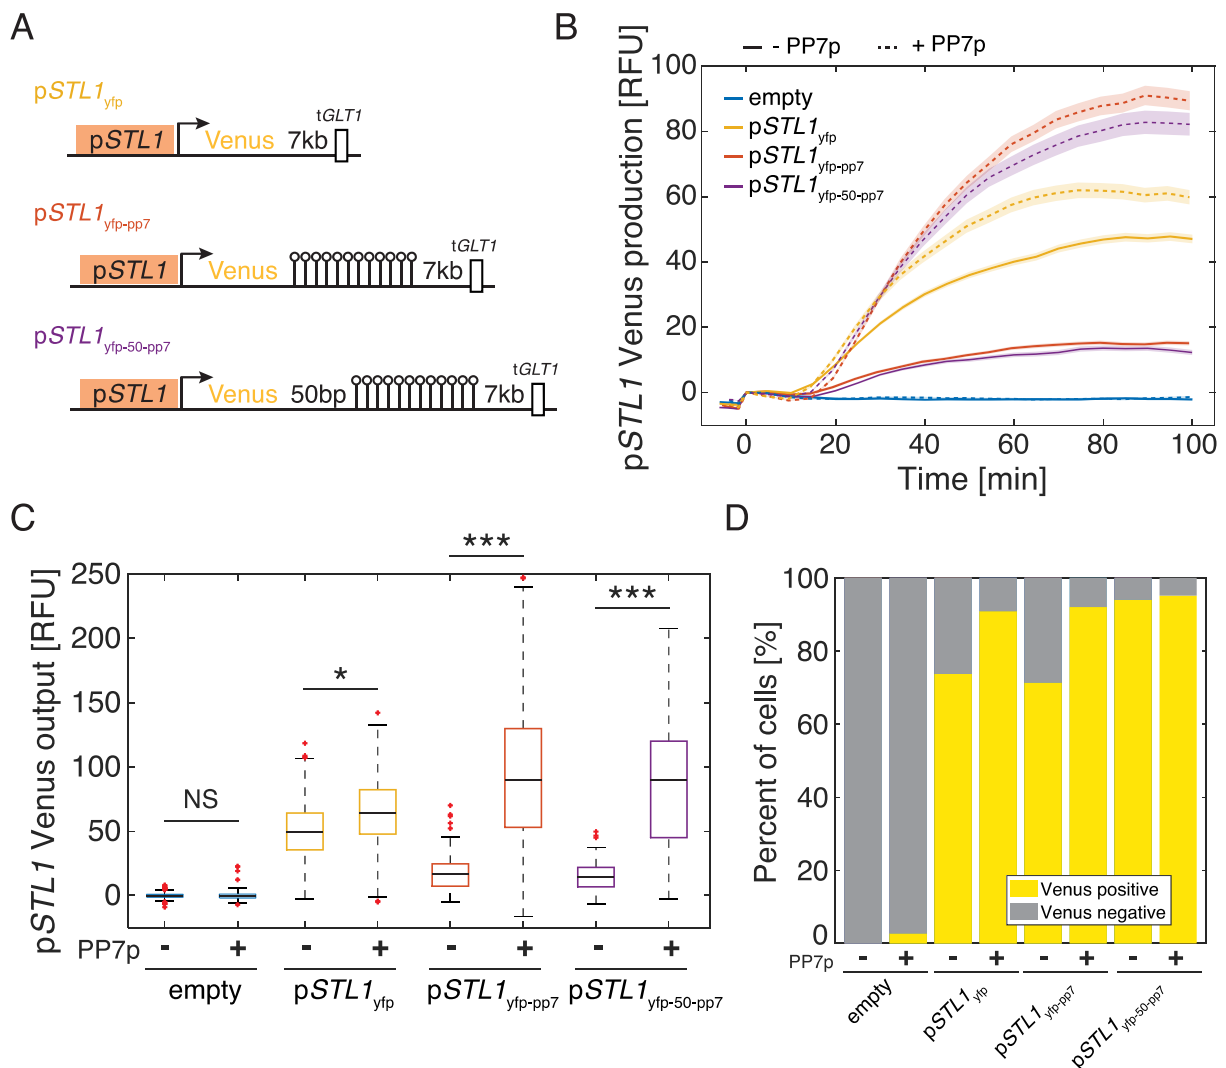 A
pSTL1yfp
pSTL1 Venus 7kb tGLT1
pSTL1yfp-pp7
pSTL1 Venus 7kb tGLT1
pSTL1yfp-50-pp7
pSTL1 Venus 50bp 7kb tGLT1
B
- PP7p + PP7p
pSTL1 Venus production [RFU]
100
80
60
40
20
0
empty
pSTL1yfp
pSTL1yfp-pp7
pSTL1yfp-50-pp7
0 20 40 60 80 100
Time [min]
C
pSTL1 Venus output [RFU]
250
200
150
100
50
0
NS
*
***
***
PP7p - + - + - + - +
empty pSTL1yfp pSTL1yfp-pp7 pSTL1yfp-50-pp7
D
Percent of cells [%]
100
80
60
40
20
0
Venus positive
Venus negative
PP7p - + - + - + - +
empty pSTL1yfp pSTL1yfp-pp7 pSTL1yfp-50-pp7